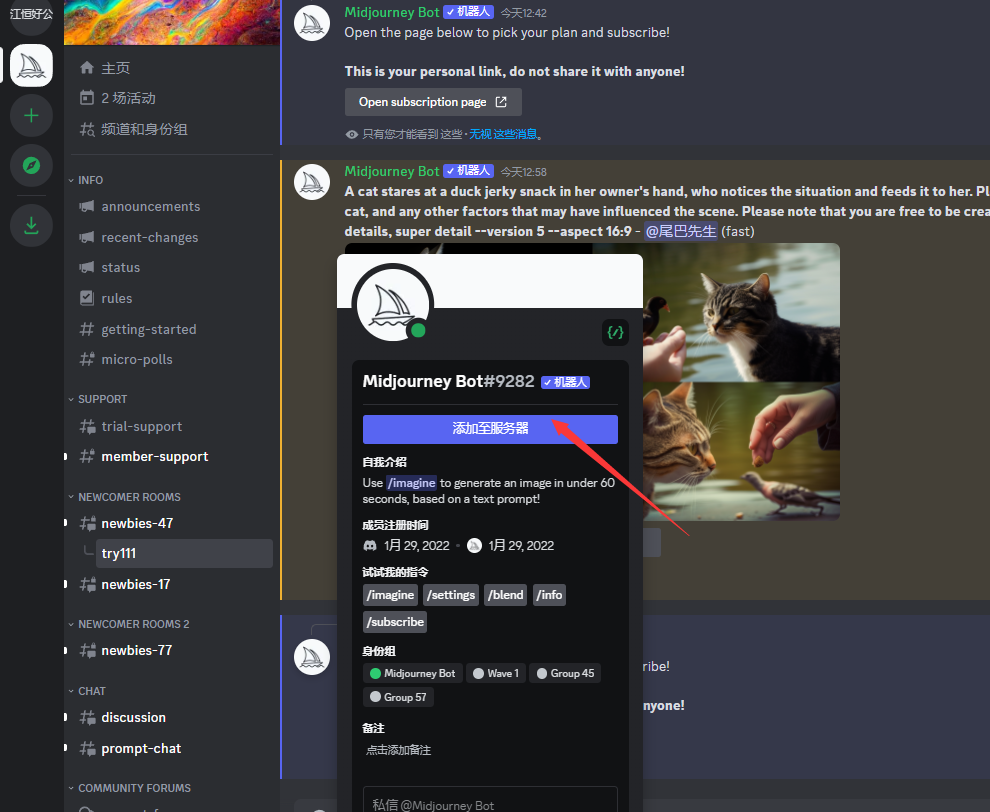 江恒好公
主页
2 场活动
频道和身份组
INFO
announcements
recent-changes
status
rules
getting-started
micro-polls
SUPPORT
trial-support
member-support
NEWCOMER ROOMS
newbies-47
try111
newbies-17
NEWCOMER ROOMS 2
newbies-77
CHAT
discussion
prompt-chat
COMMUNITY FORUMS
Midjourney Bot 机器人 今天12:42
Open the page below to pick your plan and subscribe!
This is your personal link, do not share it with anyone!
Open subscription page
只有您才能看到 这些 · 无视 这些消息。
Midjourney Bot 机器人 今天12:58
A cat stares at a duck jerky snack in her owner's hand, who notices the situation and feeds it to her. Pl
cat, and any other factors that may have influenced the scene. Please note that you are free to be crea
details, super detail --version 5 --aspect 16:9 - @尾巴先生 (fast)
Midjourney Bot#9282 机器人
添加至服务器
自我介绍
Use /imagine to generate an image in under 60
seconds, based on a text prompt!
成员注册时间
1月 29, 2022 1月 29, 2022
试试我的指令
/imagine /settings /blend /info
/subscribe
身份组
Midjourney Bot Wave 1 Group 45
Group 57
备注
点击添加备注
私信 @Midjourney Bot
ribe!
nyone!